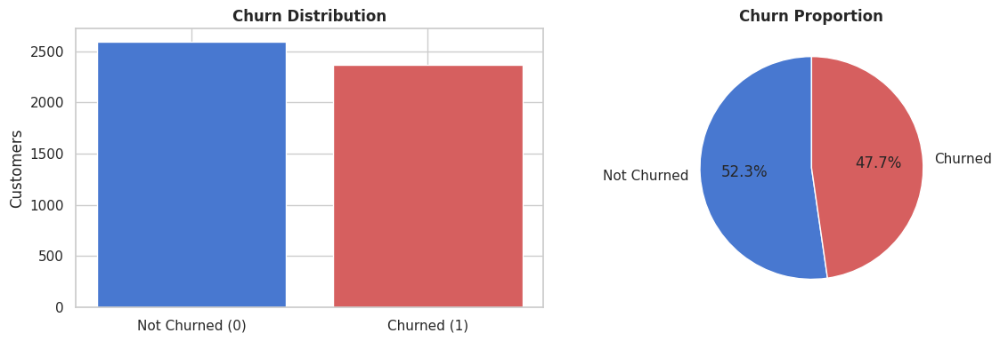 Churn Distribution
2500
2000
1500
1000
500
0
Customers
Not Churned (0)
Churned (1)
Churn Proportion
Not Churned
52.3%
47.7%
Churned